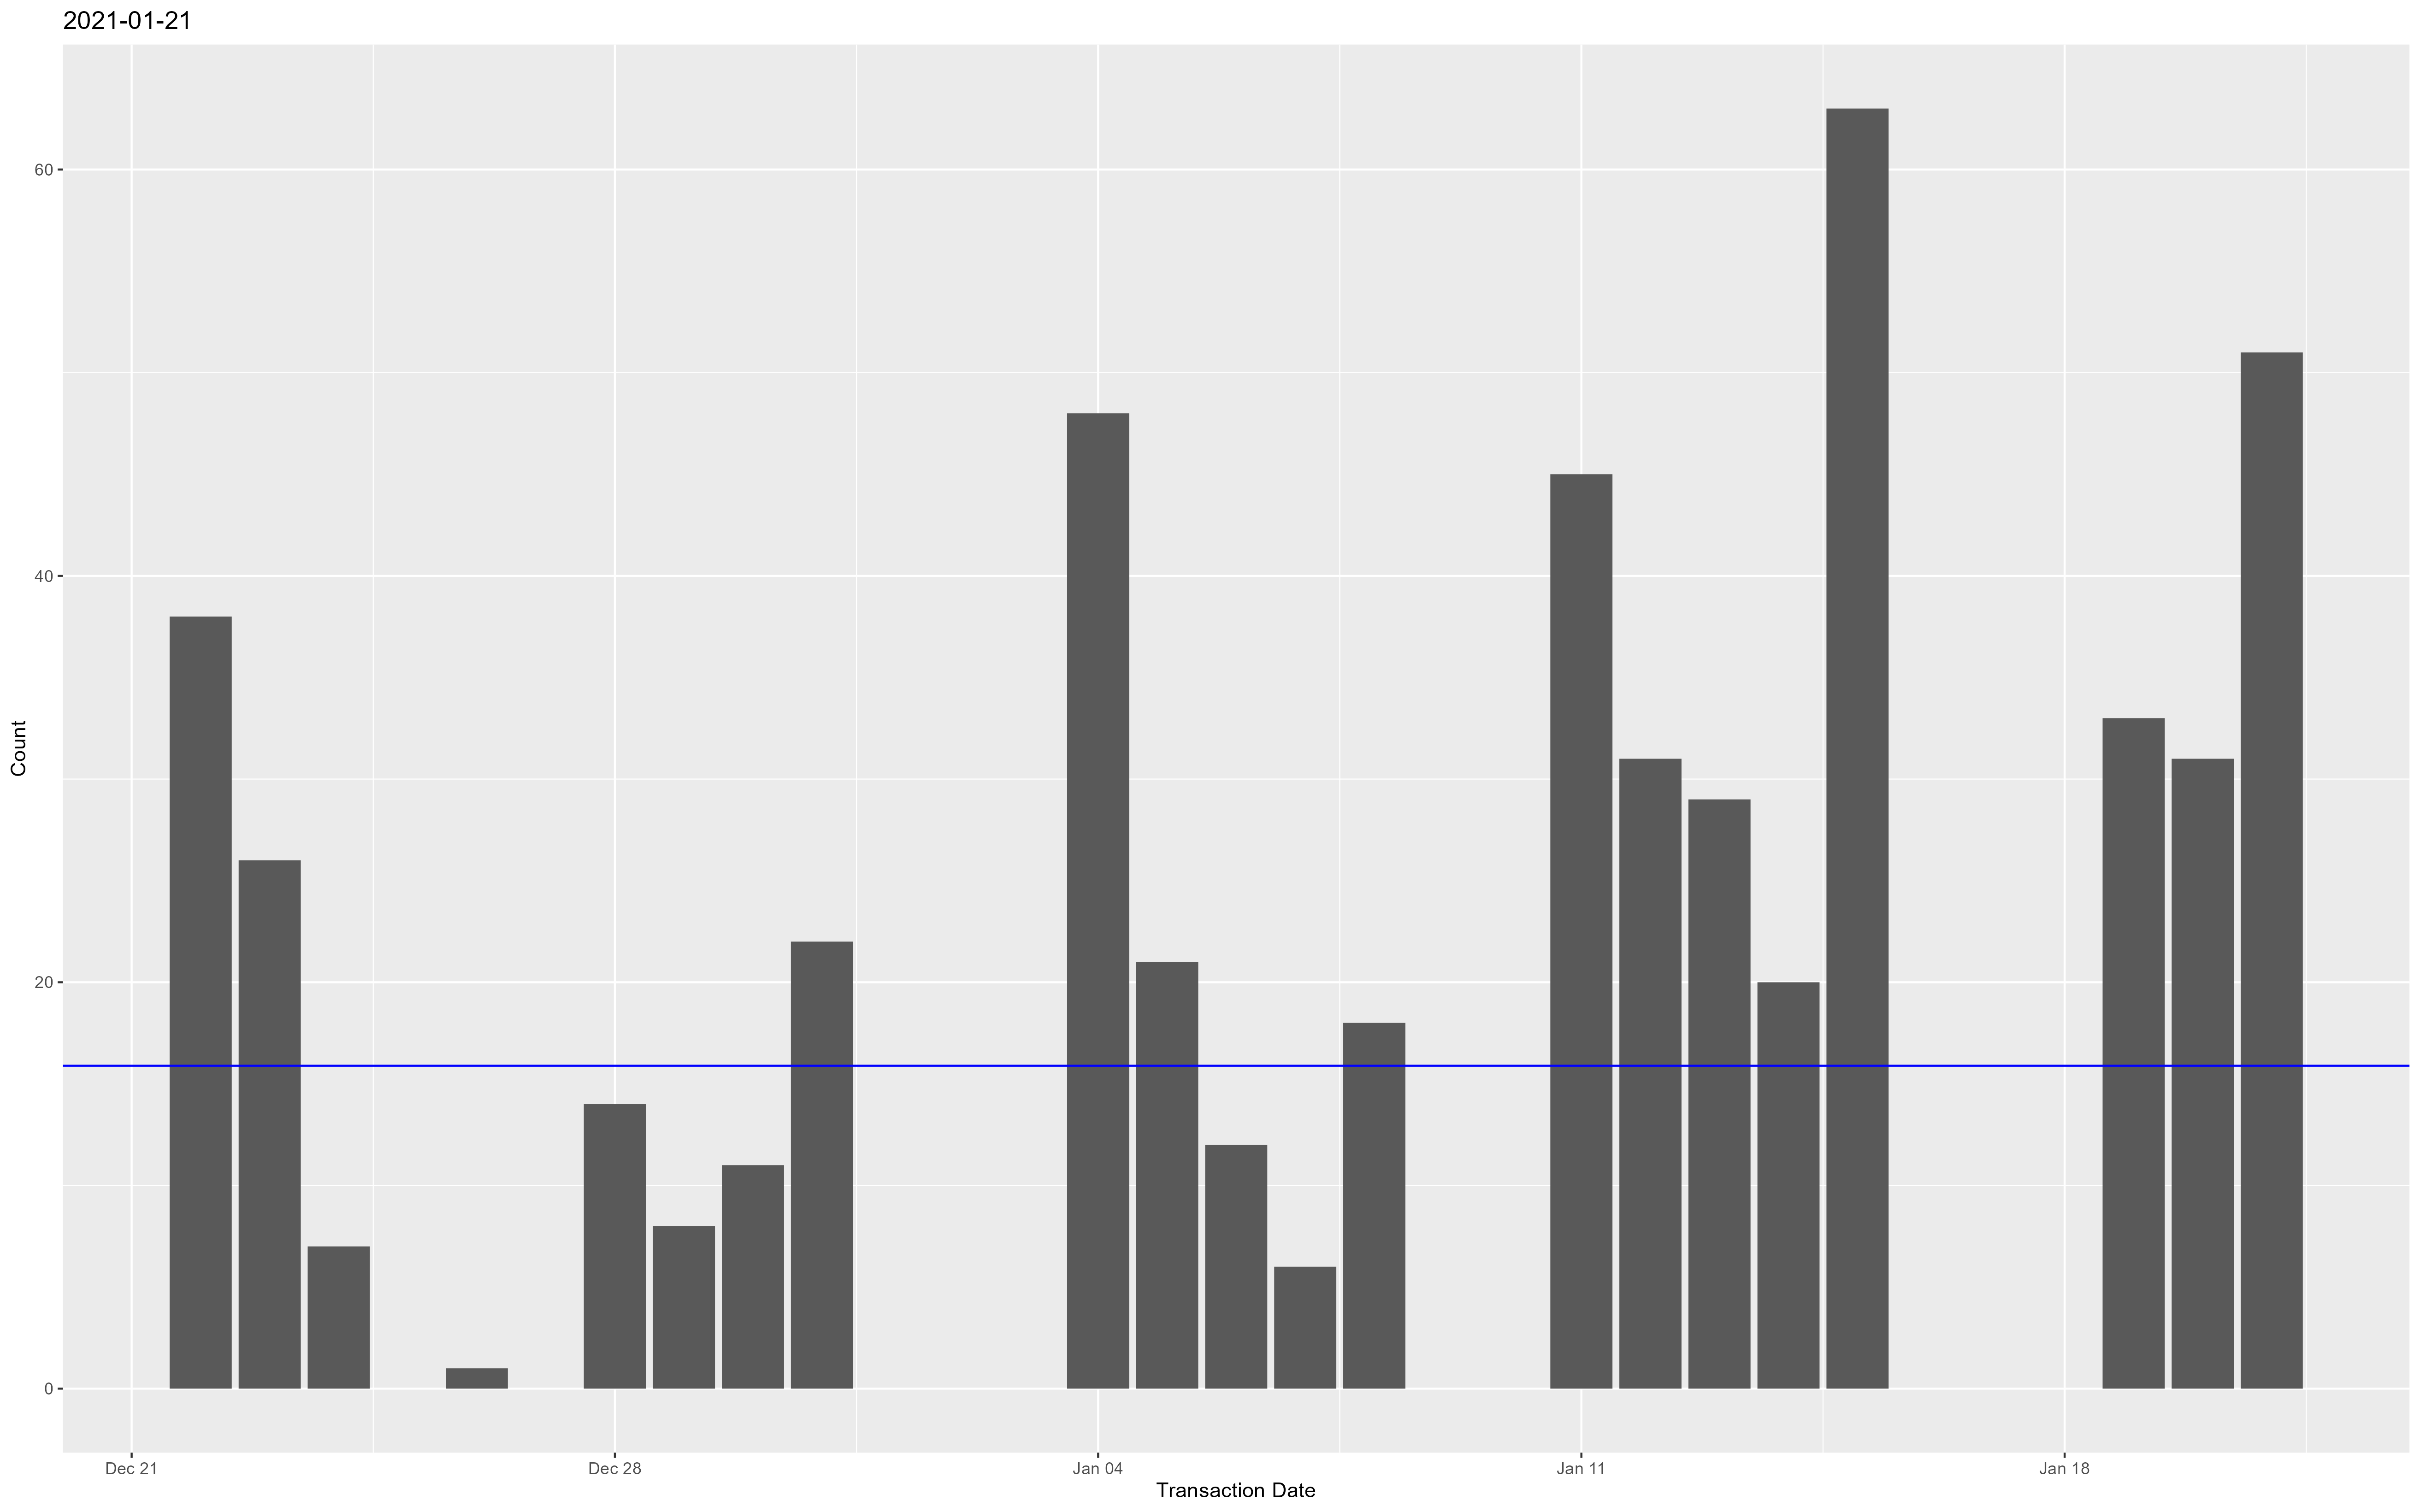 2021-01-21
60
40
20
0
Count
Dec 21
Dec 28
Jan 04
Jan 11
Jan 18
Transaction Date